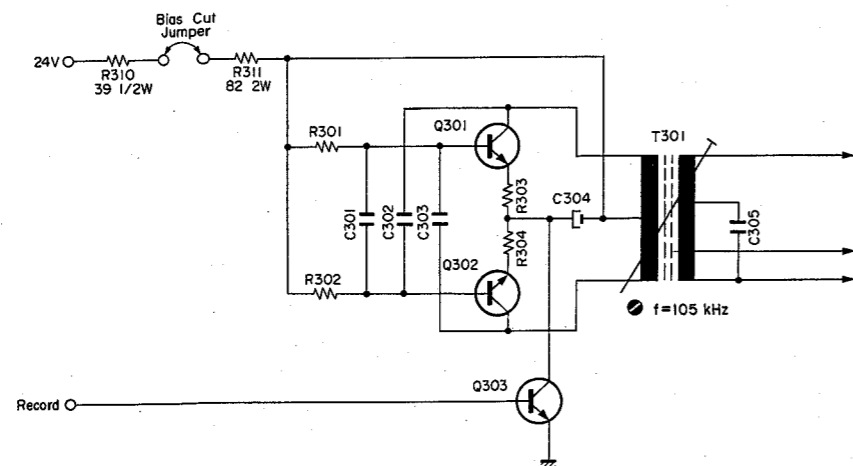 Bias Cut
Jumper
24V
R310
39 1/2W
R311
82 2W
R301
Q301
T301
R303
C304
C301
C302
C303
R304
C305
Q302
R302
f=105 kHz
Q303
Record